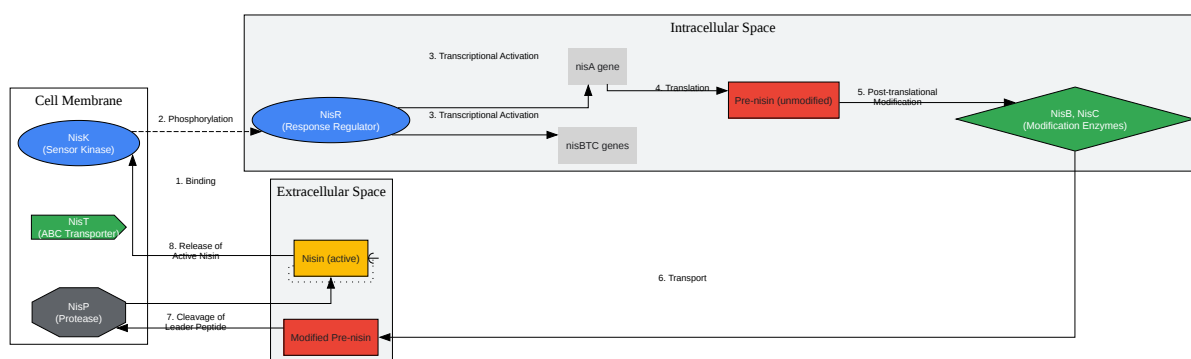 Intracellular Space
3. Transcriptional Activation
nisA gene
4. Translation
Pre-nisin (unmodified)
5. Post-translational
Modification
NisB, NisC
(Modification Enzymes)
NisR
(Response Regulator)
3. Transcriptional Activation
nisBTC genes
Cell Membrane
NisK
(Sensor Kinase)
2. Phosphorylation
1. Binding
NisT
(ABC Transporter)
8. Release of
Active Nisin
NisP
(Protease)
7. Cleavage of
Leader Peptide
Extracellular Space
Nisin (active)
Modified Pre-nisin
6. Transport